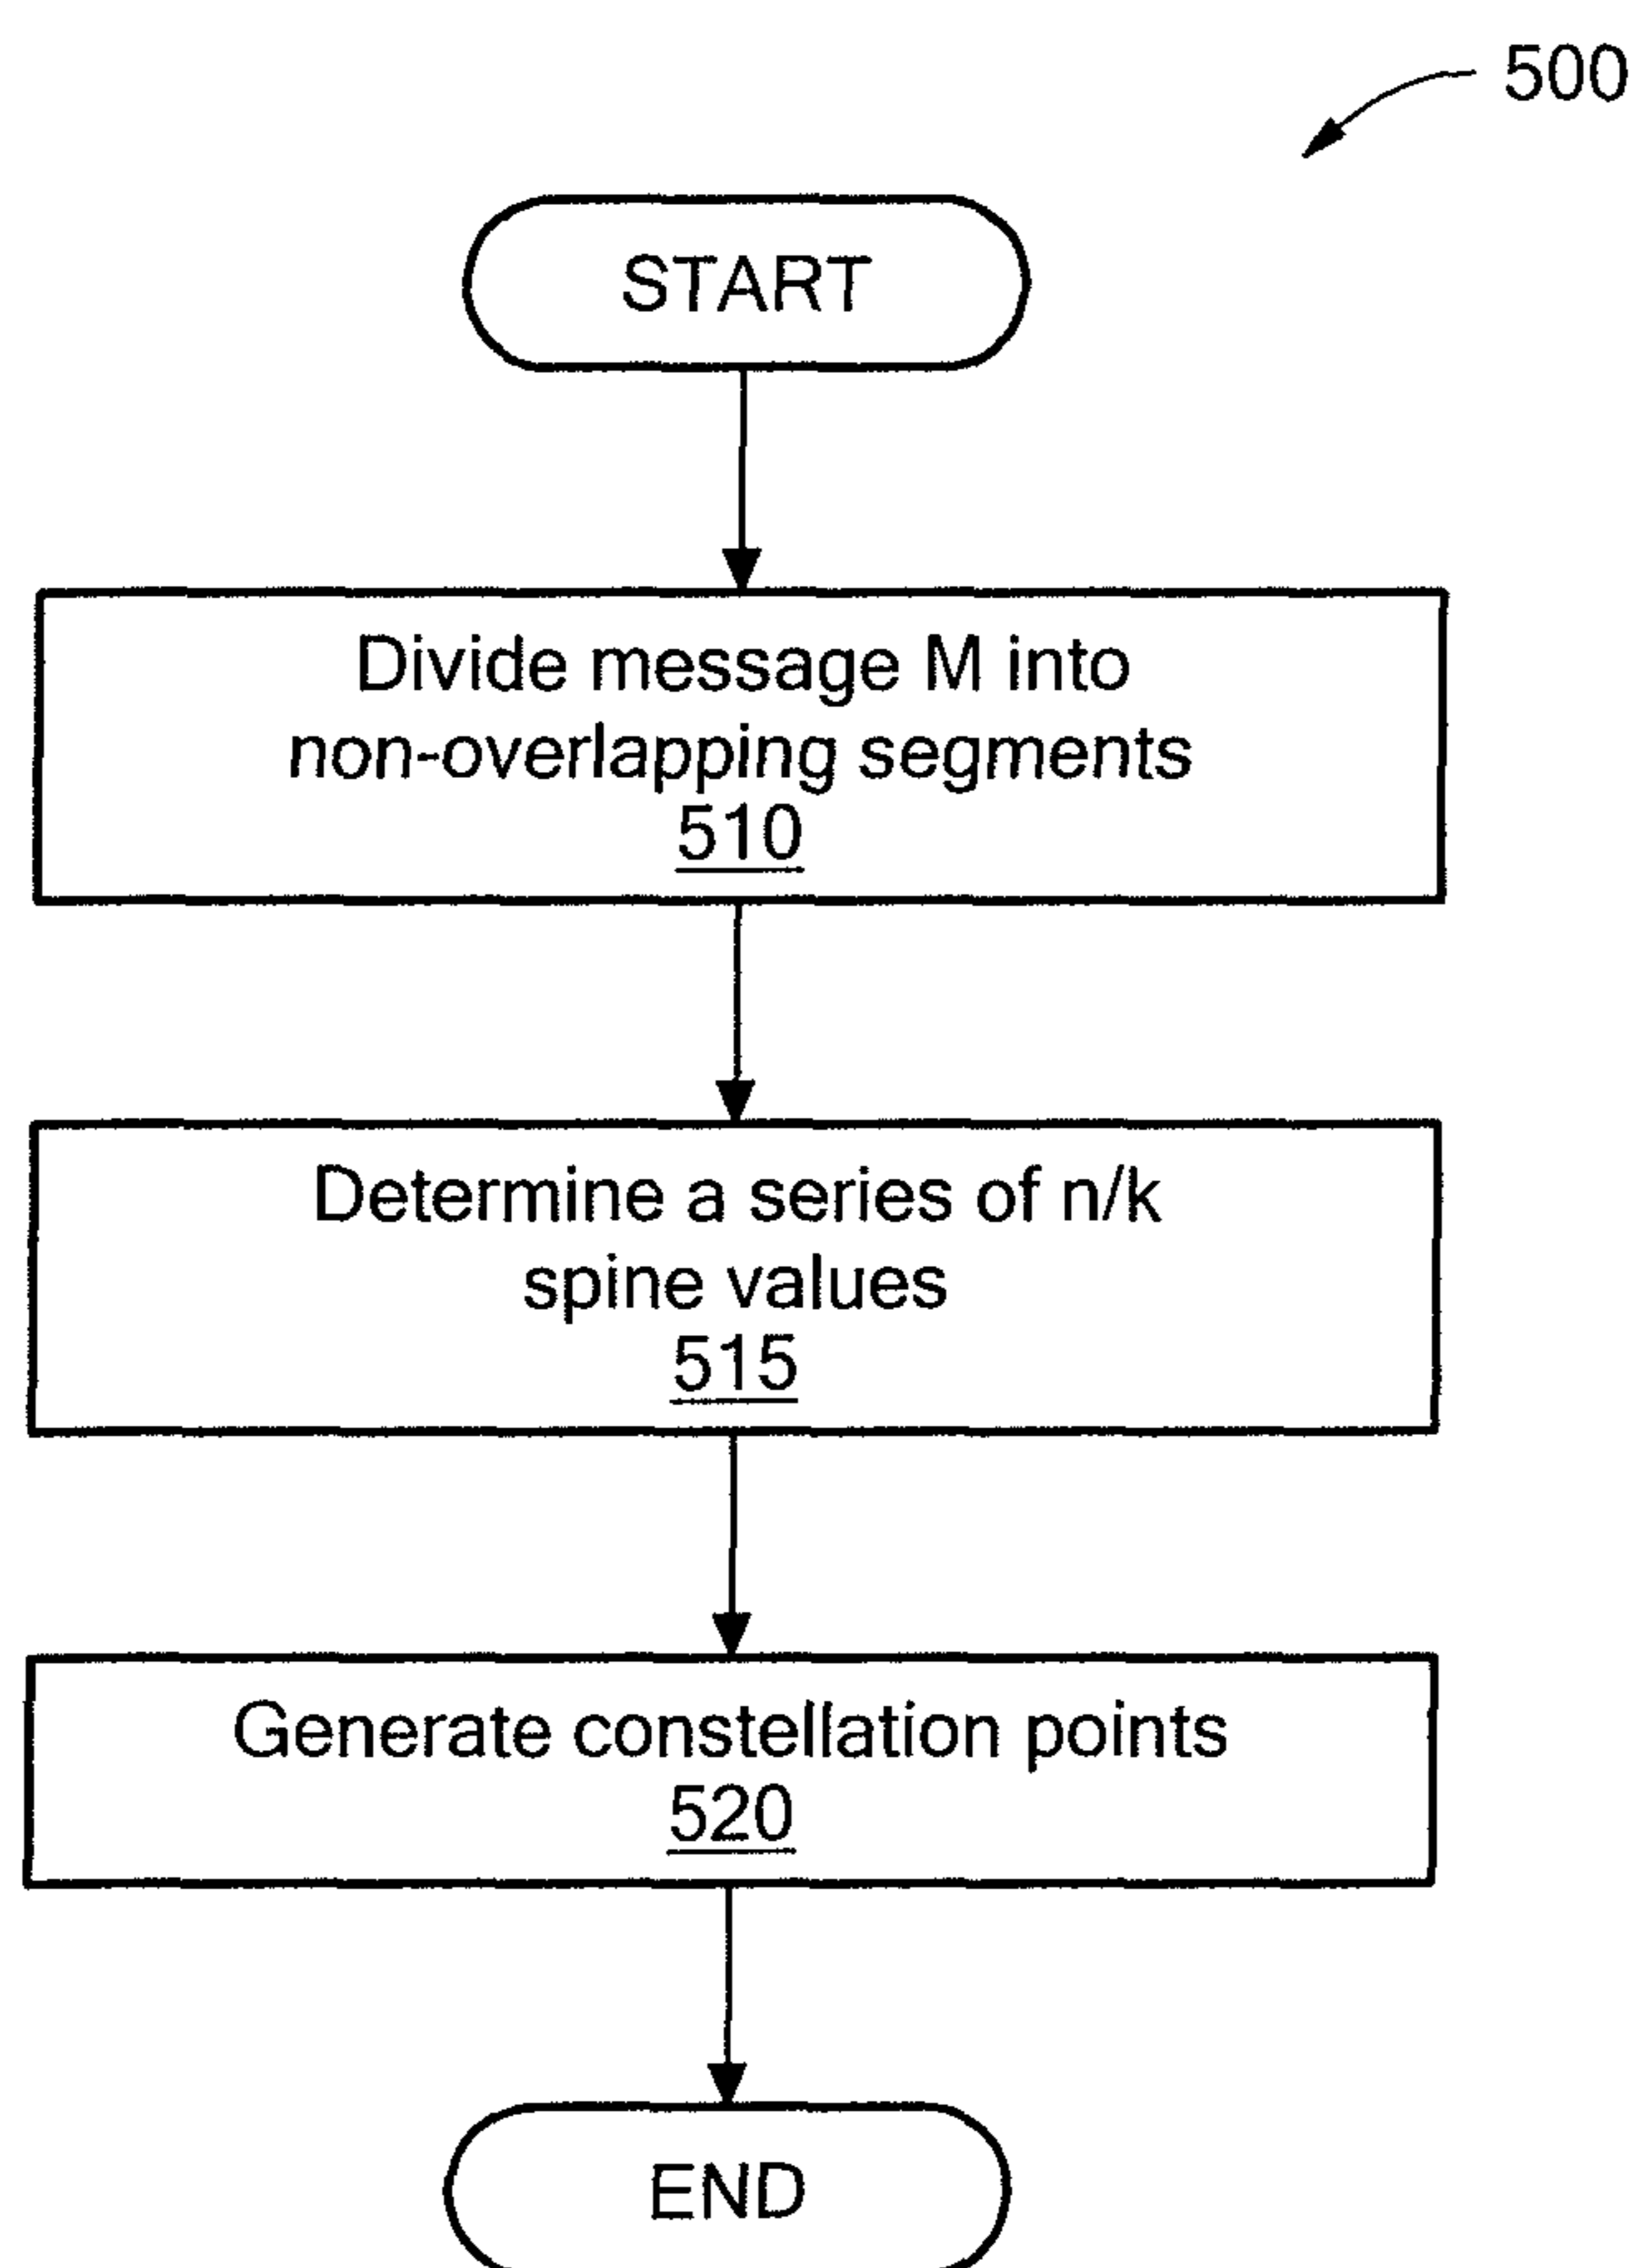 500
START
Divide message M into
non-overlapping segments
510
Determine a series of n/k
spine values
515
Generate constellation points
520
END